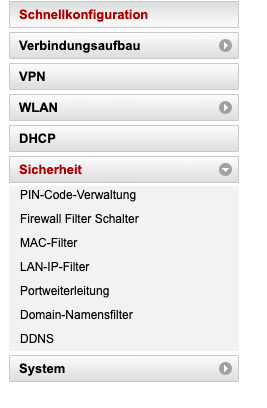 Schnellkonfiguration
Verbindungsaufbau
VPN
WLAN
DHCP
Sicherheit
PIN-Code-Verwaltung
Firewall Filter Schalter
MAC-Filter
LAN-IP-Filter
Portweiterleitung
Domain-Namensfilter
DDNS
System